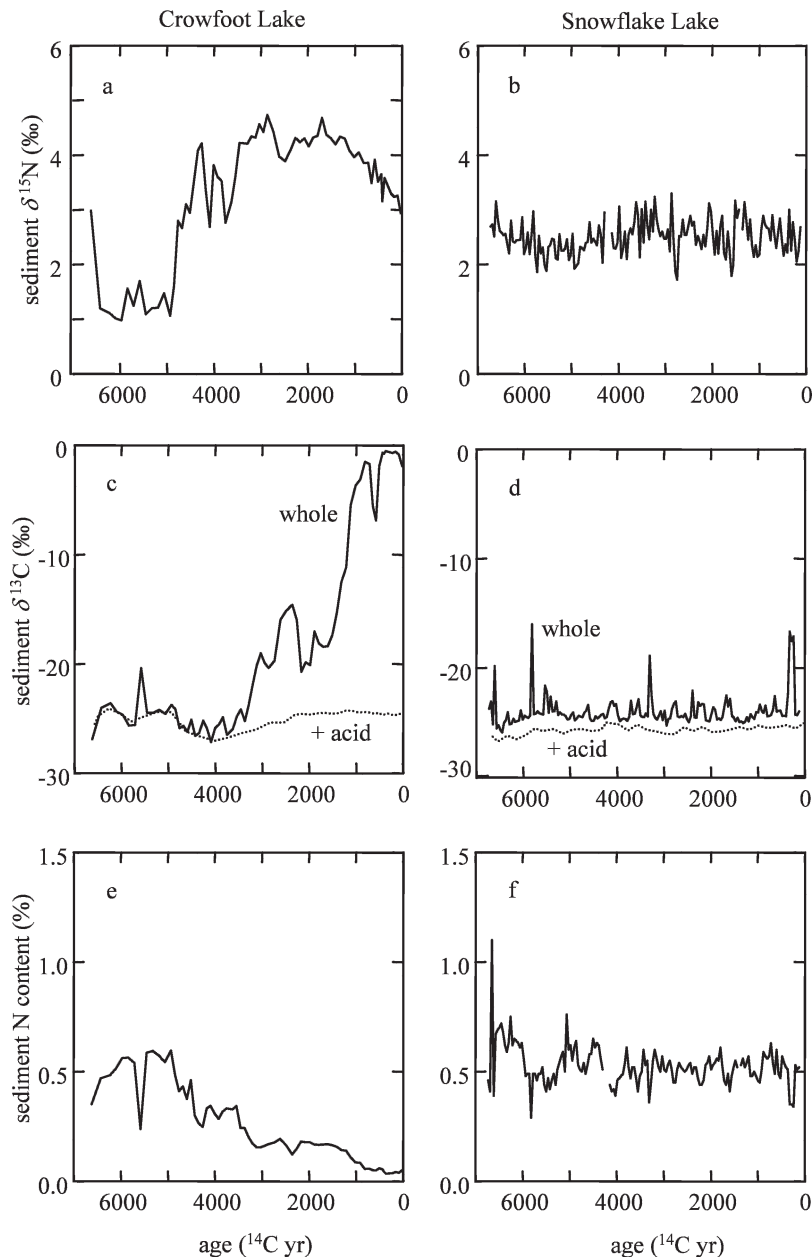 Crowfoot Lake
Snowflake Lake
a
sediment δ15N (‰)
6
4
2
0
6000 4000 2000 0
b
6
4
2
0
6000 4000 2000 0
c
whole
+ acid
sediment δ13C (‰)
0
-10
-20
-30
6000 4000 2000 0
d
whole
+ acid
0
-10
-20
-30
6000 4000 2000 0
e
sediment N content (%)
1.5
1.0
0.5
0.0
6000 4000 2000 0
age (14C yr)
f
1.5
1.0
0.5
0.0
6000 4000 2000 0
age (14C yr)